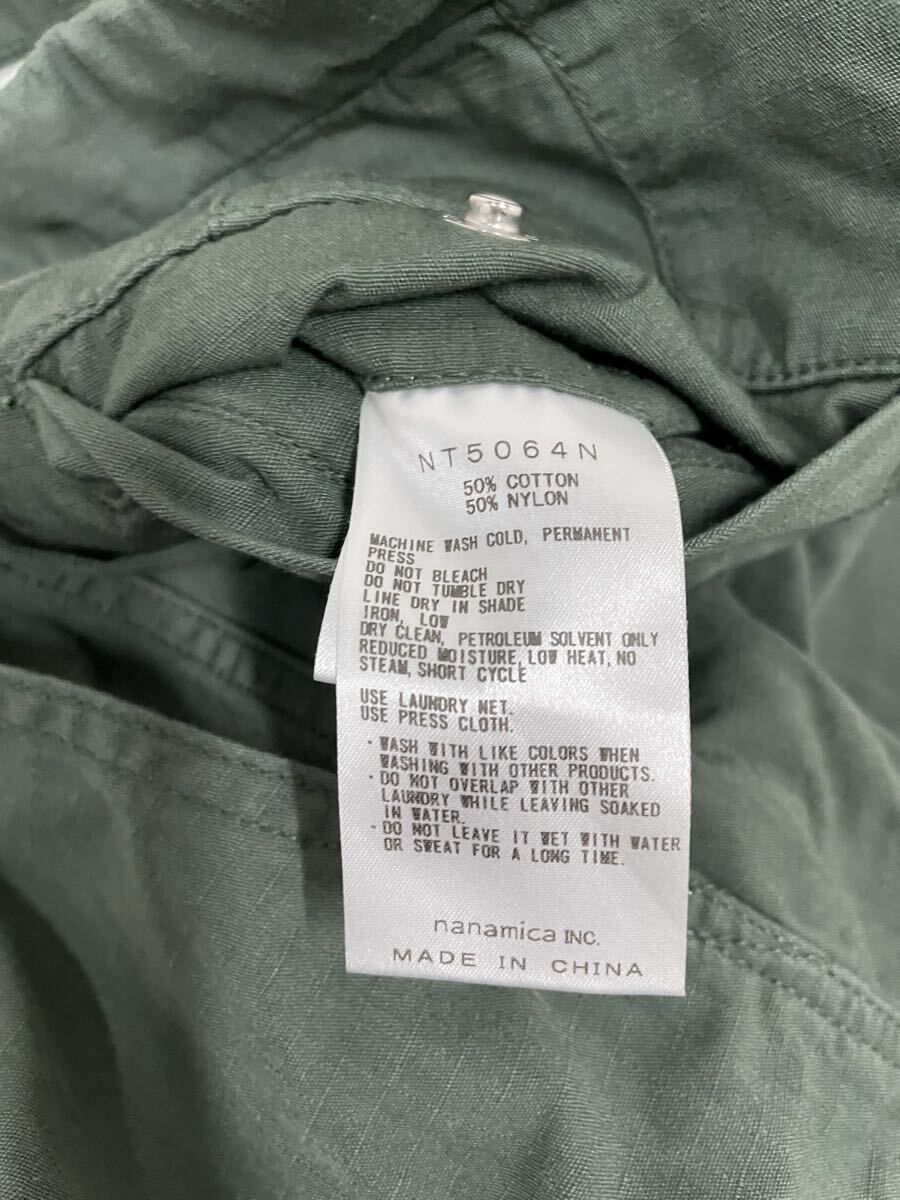 NT5064N
50% COTTON
50% NYLON
MACHINE WASH COLD, PERMANENT
PRESS
DO NOT BLEACH
DO NOT TUMBLE DRY
LINE DRY IN SHADE
IRON, LOW
DRY CLEAN, PETROLEUM SOLVENT ONLY
REDUCED MOISTURE, LOW HEAT, NO
STEAM, SHORT CYCLE
USE LAUNDRY NET.
USE PRESS CLOTH.
・WASH WITH LIKE COLORS WHEN
WASHING WITH OTHER PRODUCTS.
・DO NOT OVERLAP WITH OTHER
LAUNDRY WHILE LEAVING SOAKED
IN WATER.
・DO NOT LEAVE IT WET WITH WATER
OR SWEAT FOR A LONG TIME.
nanamica INC.
MADE IN CHINA